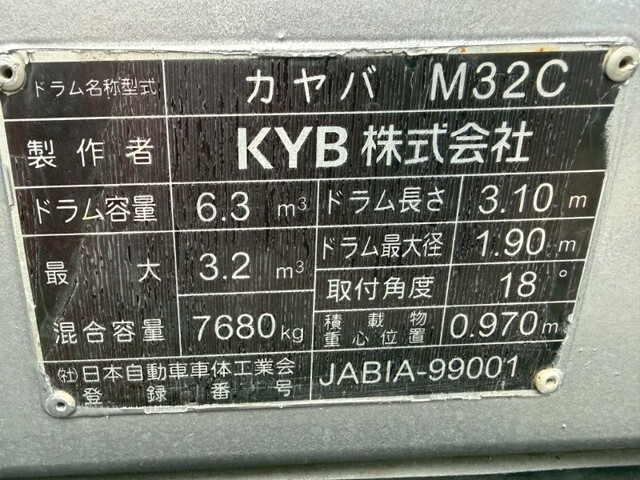 ドラム名称型式 カヤバ M32C
製作者 KYB 株式会社
ドラム容量 6.3 m³ ドラム長さ 3.10 m
最大 3.2 m³ ドラム最大径 1.90 m
取付角度 18°
混合容量 7680kg 積載物重心位置 0.970m
(社)日本自動車車体工業会
登録番号 JABIA-99001